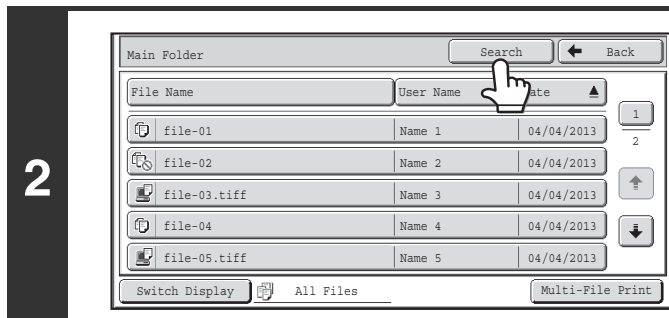 2
Main Folder Search Back
File Name User Name ate
file-01 Name 1 04/04/2013
file-02 Name 2 04/04/2013
file-03.tiff Name 3 04/04/2013
file-04 Name 4 04/04/2013
file-05.tiff Name 5 04/04/2013
1
2
Switch Display All Files Multi-File Print